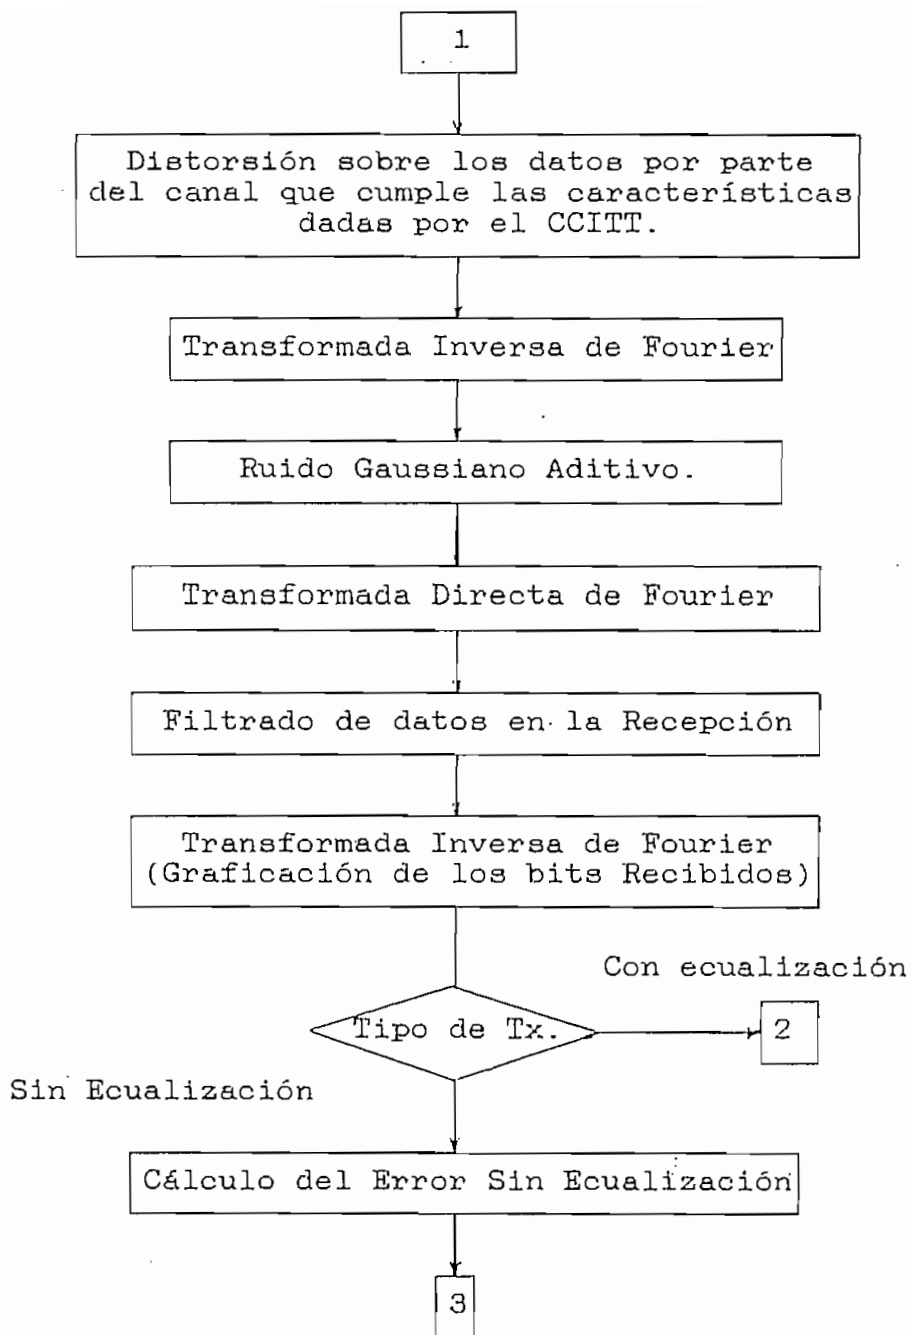 1
Distorsión sobre los datos por parte
del canal que cumple las características
dadas por el CCITT.
Transformada Inversa de Fourier
Ruido Gaussiano Aditivo.
Transformada Directa de Fourier
Filtrado de datos en la Recepción
Transformada Inversa de Fourier
(Graficación de los bits Recibidos)
Con ecualización
Tipo de Tx.
2
Sin Ecualización
Cálculo del Error Sin Ecualización
3